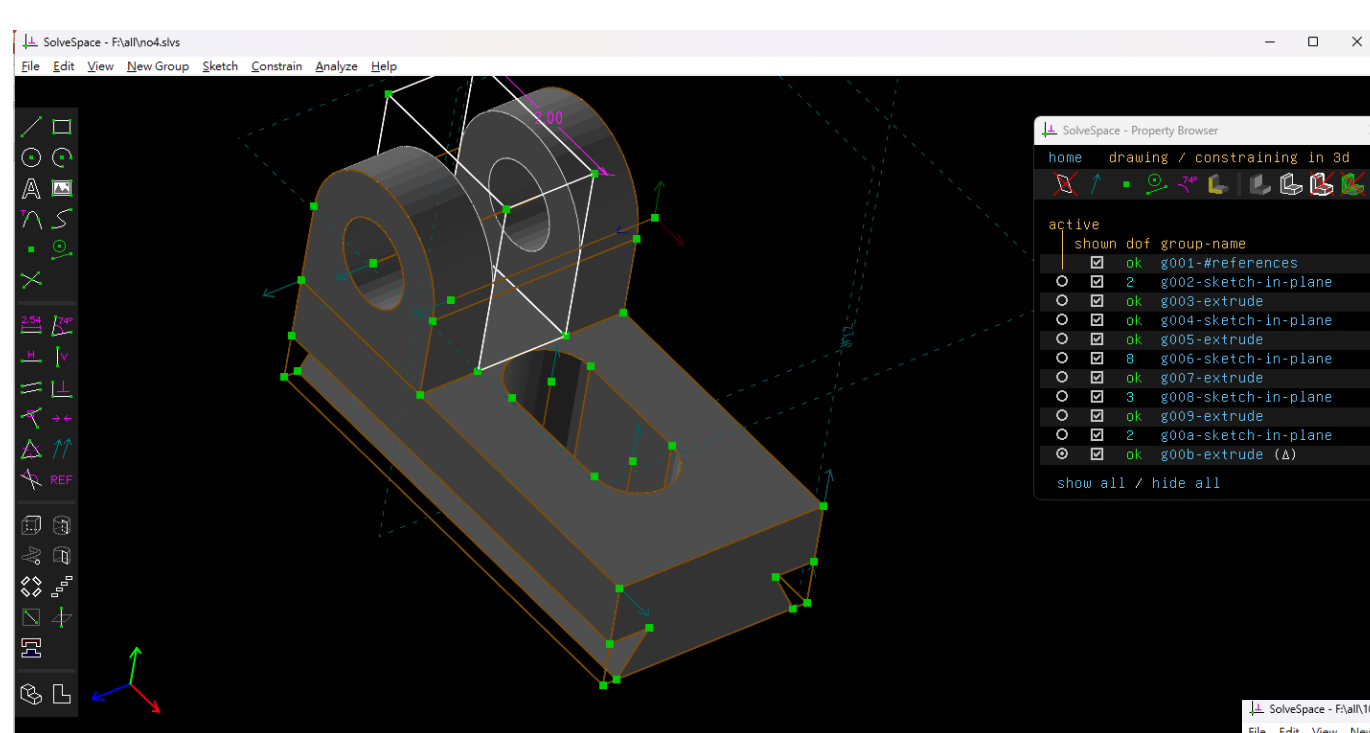 SolveSpace - F:\all\no4.slvs
File Edit View New Group Sketch Constrain Analyze Help
2.00
SolveSpace - Property Browser
home drawing / constraining in 3d
74°
active
shown dof group-name
ok g001-#references
2 g002-sketch-in-plane
ok g003-extrude
ok g004-sketch-in-plane
ok g005-extrude
8 g006-sketch-in-plane
ok g007-extrude
3 g008-sketch-in-plane
ok g009-extrude
2 g00a-sketch-in-plane
ok g00b-extrude (Δ)
show all / hide all
A
T
2.54 74°
H V
REF
SolveSpace - F:\all\10
File Edit View New